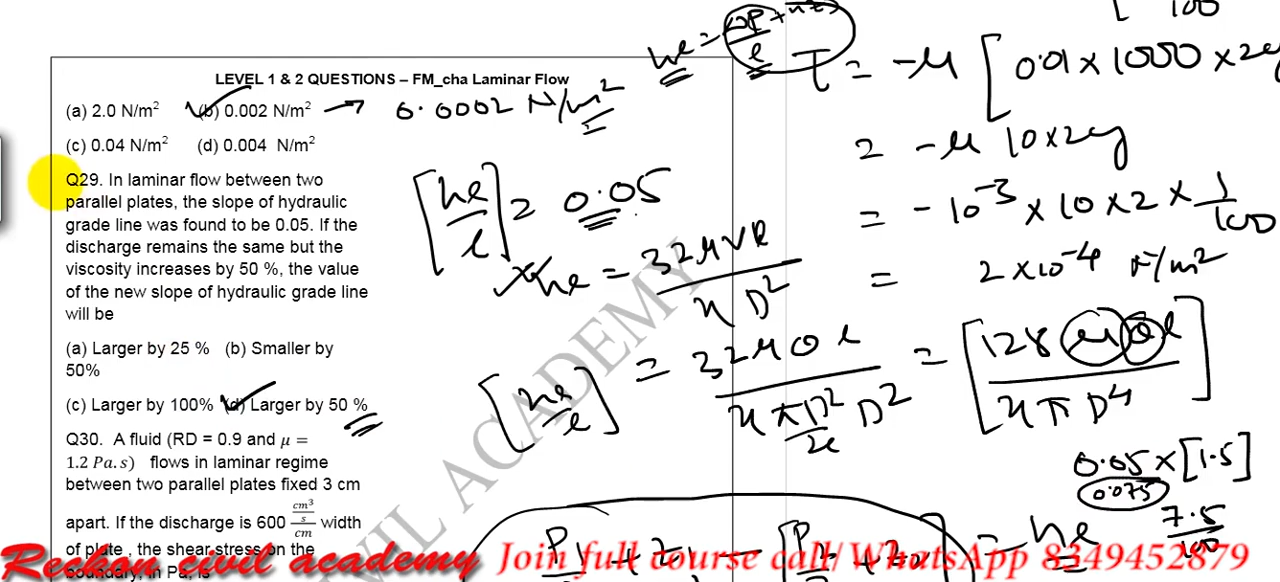 LEVEL 1 & 2 QUESTIONS – FM_cha Laminar Flow
(a) 2.0 N/m² (b) 0.002 N/m² → 0.0002 N/m²
(c) 0.04 N/m² (d) 0.004 N/m²
Q29. In laminar flow between two
parallel plates, the slope of hydraulic
grade line was found to be 0.05. If the
discharge remains the same but the
viscosity increases by 50 %, the value
of the new slope of hydraulic grade line
will be
(a) Larger by 25 % (b) Smaller by
50%
(c) Larger by 100% (d) Larger by 50 %
Q30. A fluid (RD = 0.9 and 𝜇 =
1.2 𝑃𝑎.𝑠) flows in laminar regime
between two parallel plates fixed 3 cm
apart. If the discharge is 600 cm³/s/cm width
of plate , the shear stress on the
boundary, in Pa, is
100
= -μ [0.01 × 1000 × 2y
= -μ 10×2y
= -10⁻³ × 10 × 2 × 1/100
= 2×10⁻⁴ N/m²
= 0.05
= 0.05 × [1.5]
0.075
7.5/100
CIVIL ACADEMY
Reckon civil academy Join full course call/WhatsApp 8349452879